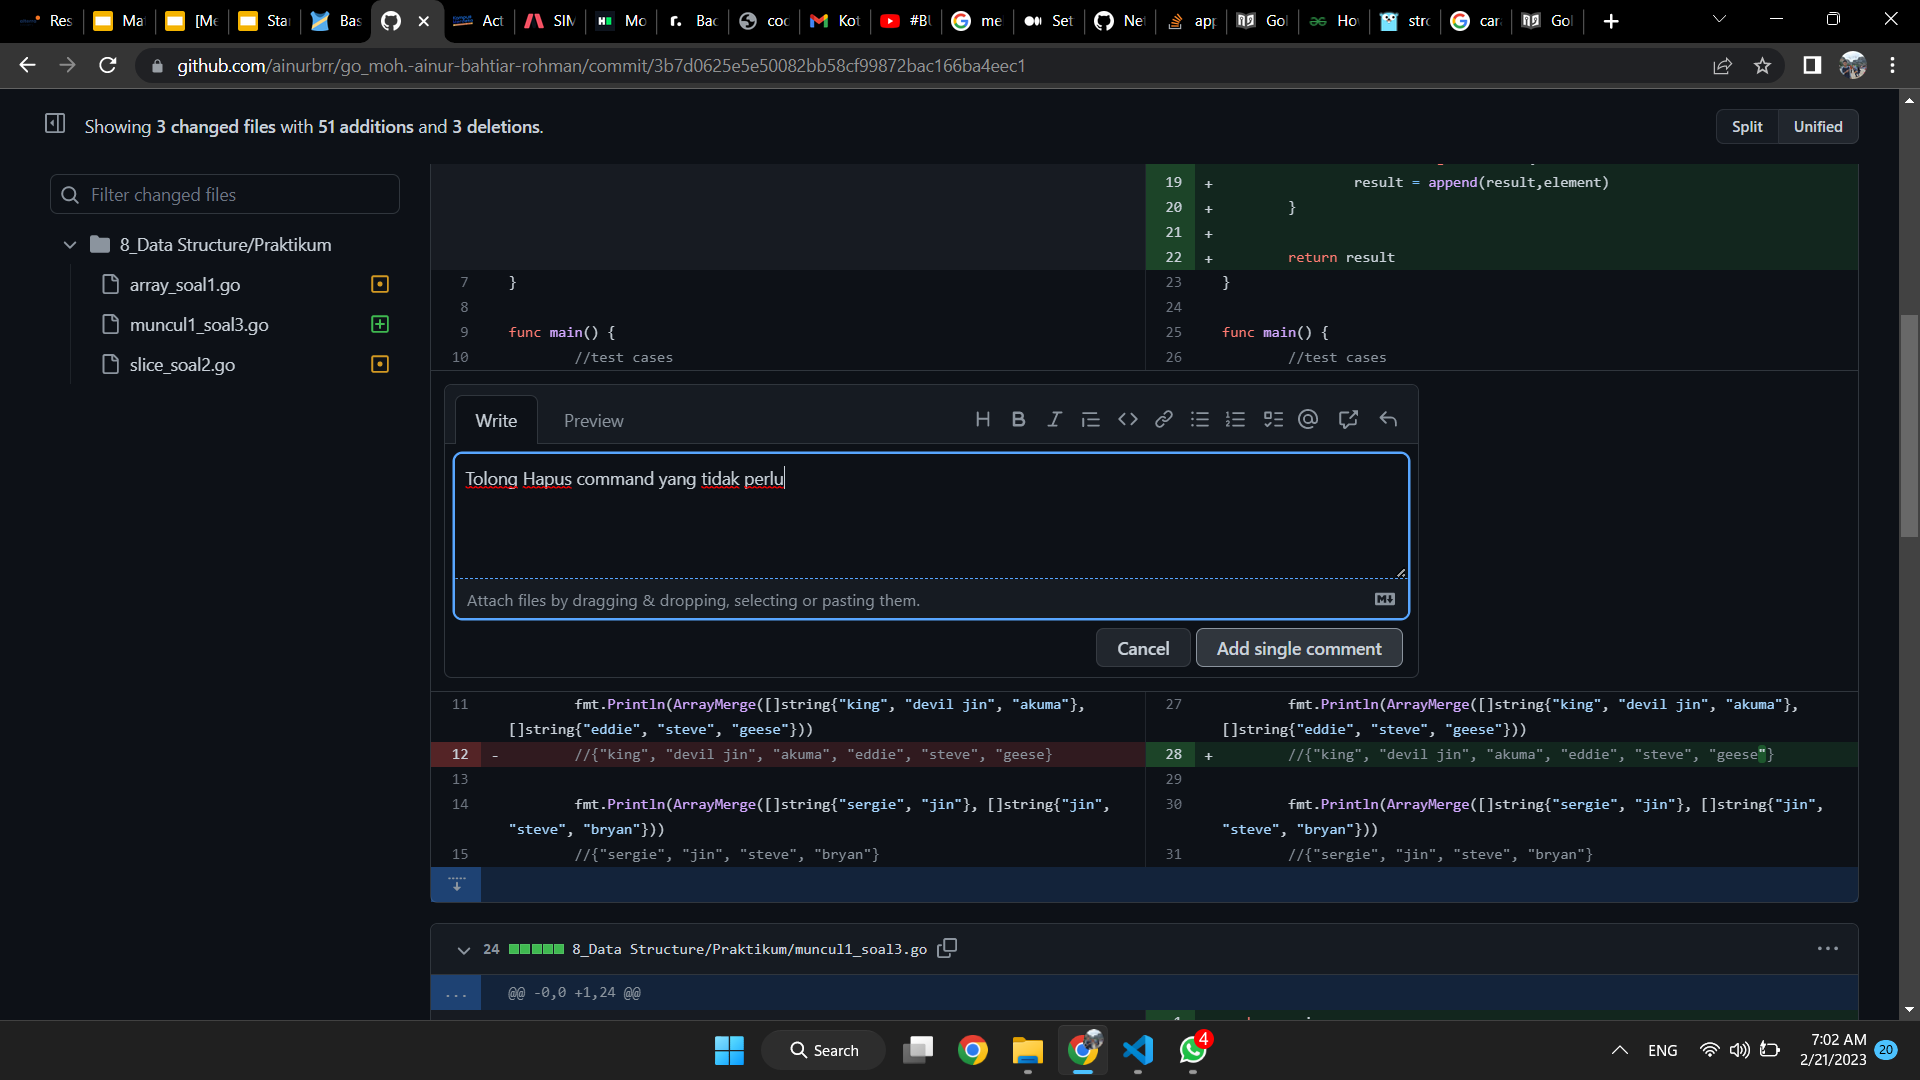 Res
Ma
[Me
Sta
Bas
Act
SIM
Mo
r. Bac
coc
Kot
#BU
me
Set
Net
app
Gol
Ho
stro
car
Gol
github.com/ainurbrr/go_moh.-ainur-bahtiar-rohman/commit/3b7d0625e5e50082bb58cf99872bac166ba4eec1
Showing 3 changed files with 51 additions and 3 deletions.
Split Unified
Filter changed files
8_Data Structure/Praktikum
array_soal1.go
muncul1_soal3.go
slice_soal2.go
19 + result = append(result,element)
20 + }
21 +
22 + return result
7 } 23 }
8 24
9 func main() { 25 func main() {
10 //test cases 26 //test cases
Write Preview
Tolong Hapus command yang tidak perlu
Attach files by dragging & dropping, selecting or pasting them.
Cancel Add single comment
11 fmt.Println(ArrayMerge([]string{"king", "devil jin", "akuma"}, 27 fmt.Println(ArrayMerge([]string{"king", "devil jin", "akuma"},
[]string{"eddie", "steve", "geese"})) []string{"eddie", "steve", "geese"}))
12 - //{"king", "devil jin", "akuma", "eddie", "steve", "geese} 28 + //{"king", "devil jin", "akuma", "eddie", "steve", "geese"}
13 29
14 fmt.Println(ArrayMerge([]string{"sergie", "jin"}, []string{"jin", 30 fmt.Println(ArrayMerge([]string{"sergie", "jin"}, []string{"jin",
"steve", "bryan"})) "steve", "bryan"}))
15 //{"sergie", "jin", "steve", "bryan"} 31 //{"sergie", "jin", "steve", "bryan"}
24 8_Data Structure/Praktikum/muncul1_soal3.go
... @@ -0,0 +1,24 @@
Search
4
ENG
7:02 AM
2/21/2023
20